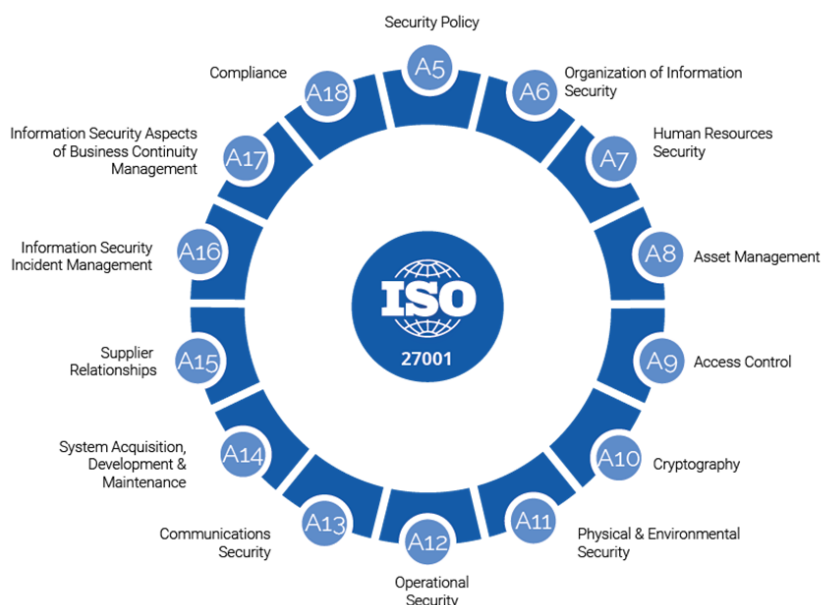 Security Policy
A5
A6
Organization of Information
Security
A7
Human Resources
Security
A8
Asset Management
A9
Access Control
A10
Cryptography
A11
Physical & Environmental
Security
A12
Operational
Security
A13
Communications
Security
A14
System Acquisition,
Development &
Maintenance
A15
Supplier
Relationships
A16
Information Security
Incident Management
A17
Information Security Aspects
of Business Continuity
Management
A18
Compliance
ISO
27001